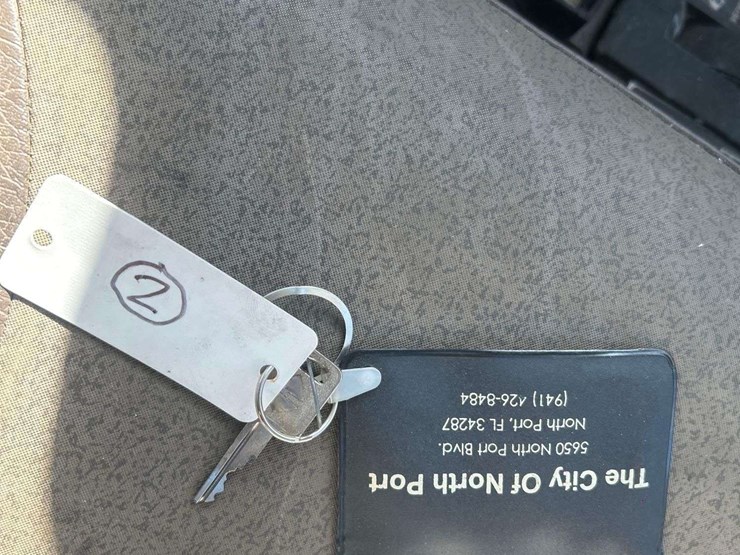 The City Of North Port
5650 North Port Blvd.
North Port, FL 34287
(941) 426-8484
2